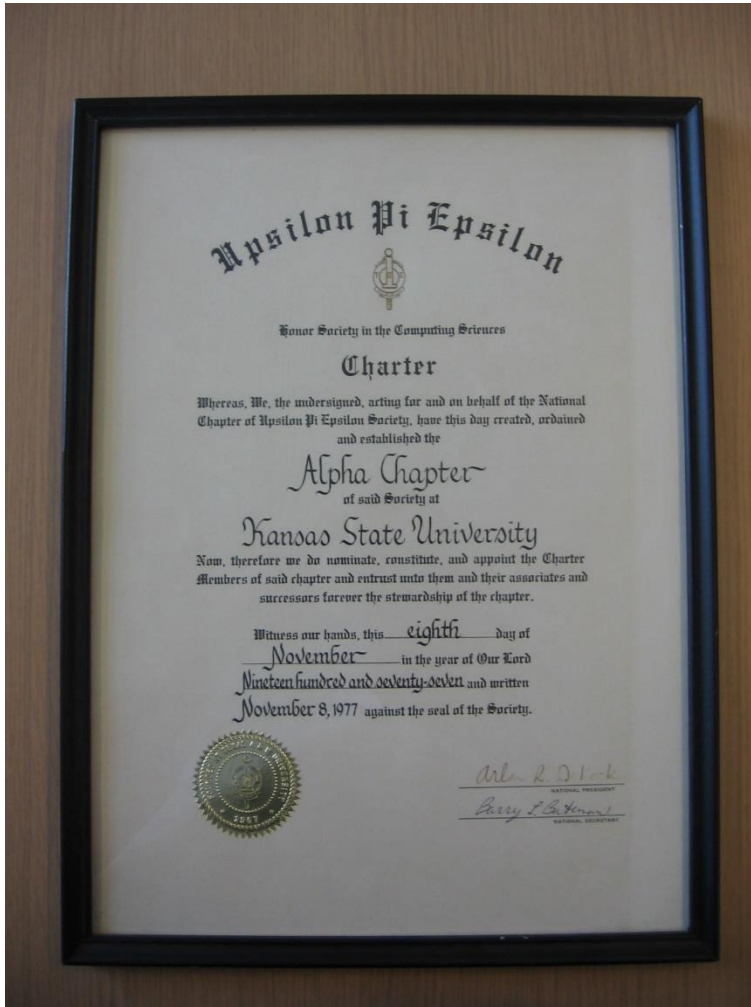 Upsilon Pi Epsilon
Honor Society in the Computing Sciences
Charter
Whereas, We, the undersigned, acting for and on behalf of the National
Chapter of Upsilon Pi Epsilon Society, have this day created, ordained
and established the
Alpha Chapter
of said Society at
Kansas State University
Now, therefore we do nominate, constitute, and appoint the Charter
Members of said chapter and entrust unto them and their associates and
successors forever the stewardship of the chapter.
Witness our hands, this eighth day of
November in the year of Our Lord
Nineteen hundred and seventy-seven and written
November 8, 1977 against the seal of the Society.
1967
NATIONAL PRESIDENT
NATIONAL SECRETARY